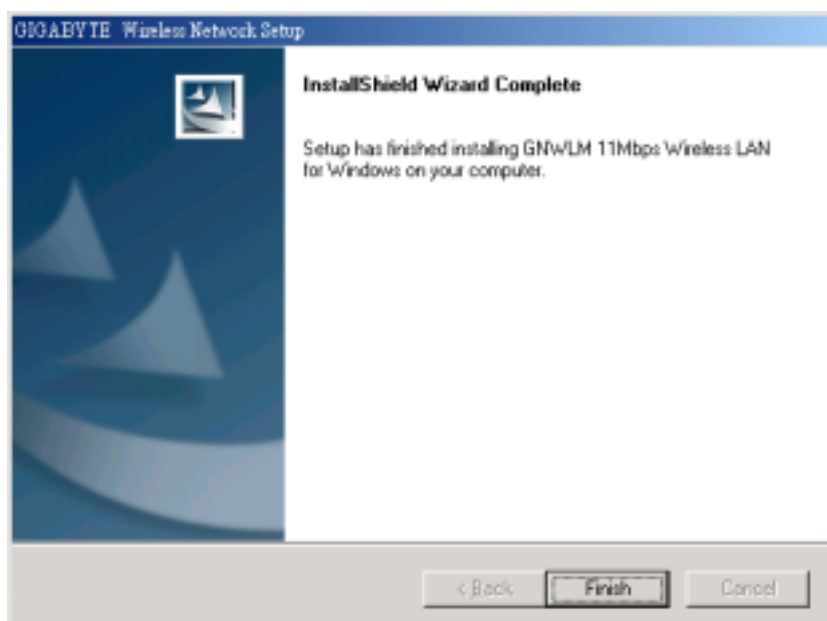 GIGABYTE Wireless Network Setup
InstallShield Wizard Complete
Setup has finished installing GNWLM 11Mbps Wireless LAN
for Windows on your computer.
< Back
Finish
Cancel